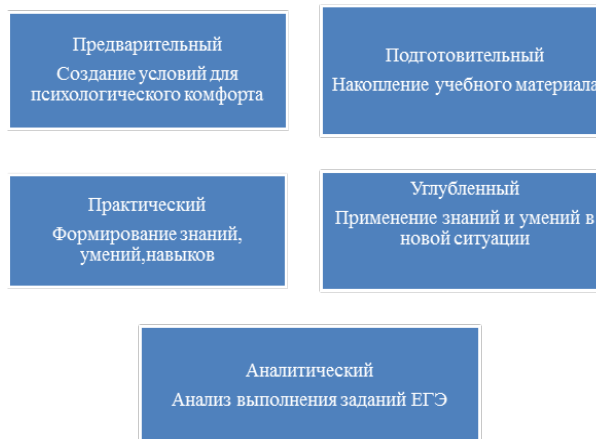 Предварительный
Создание условий для
психологического комфорта
Подготовительный
Накопление учебного материала
Практический
Формирование знаний,
умений,навыков
Углубленный
Применение знаний и умений в
новой ситуации
Аналитический
Анализ выполнения заданий ЕГЭ